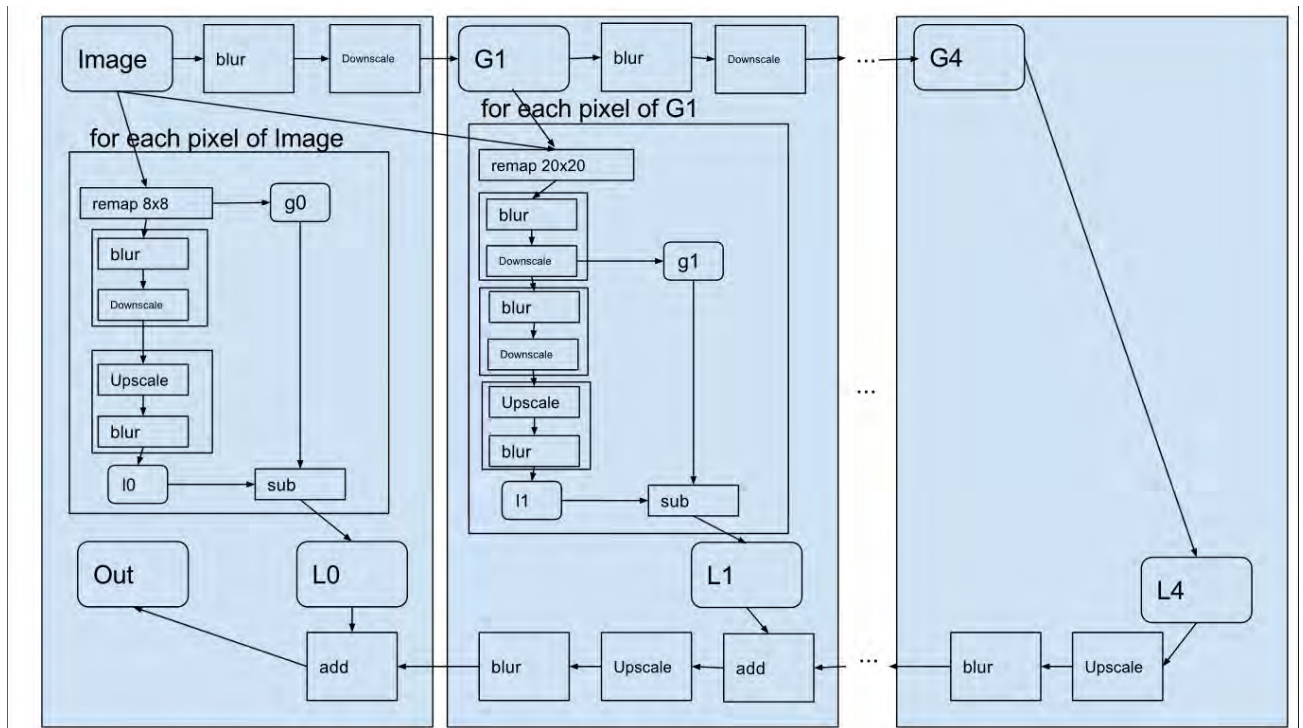 Image
blur
Downscale
G1
blur
Downscale
...
G4
for each pixel of Image
remap 8x8
g0
blur
Downscale
Upscale
blur
l0
sub
for each pixel of G1
remap 20x20
blur
Downscale
g1
blur
Downscale
Upscale
blur
l1
sub
...
Out
L0
L1
L4
add
blur
Upscale
add
...
blur
Upscale